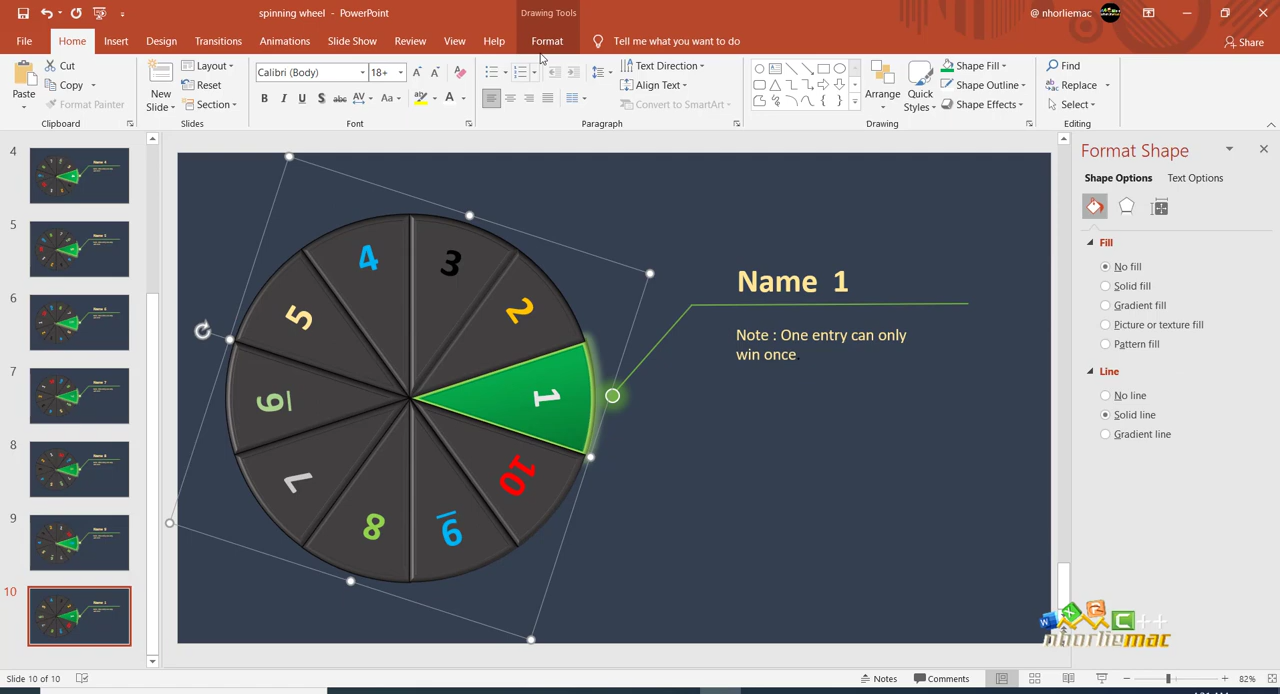 spinning wheel - PowerPoint
Drawing Tools
@ nhorliemac
File Home Insert Design Slide Show Transitions Animations Review View Help Format Tell me what you want to do
Share
Paste
Cut
Copy
Format Painter
Clipboard
New Slide
Layout
Reset
Section
Slides
Calibri (Body) 18+
B I U S abc AV Aa A
Font
Text Direction
Align Text
Convert to SmartArt
Paragraph
Arrange
Quick Styles
Shape Fill
Shape Outline
Shape Effects
Drawing
Find
Replace
Select
Editing
4
5
6
7
8
9
10
4
3
5
2
6
1
7
10
8
9
Name 1
Note : One entry can only
win once.
Format Shape
Shape Options Text Options
Fill
No fill
Solid fill
Gradient fill
Picture or texture fill
Pattern fill
Line
No line
Solid line
Gradient line
C++
nhorliemac
Slide 10 of 10
Notes
Comments
82%